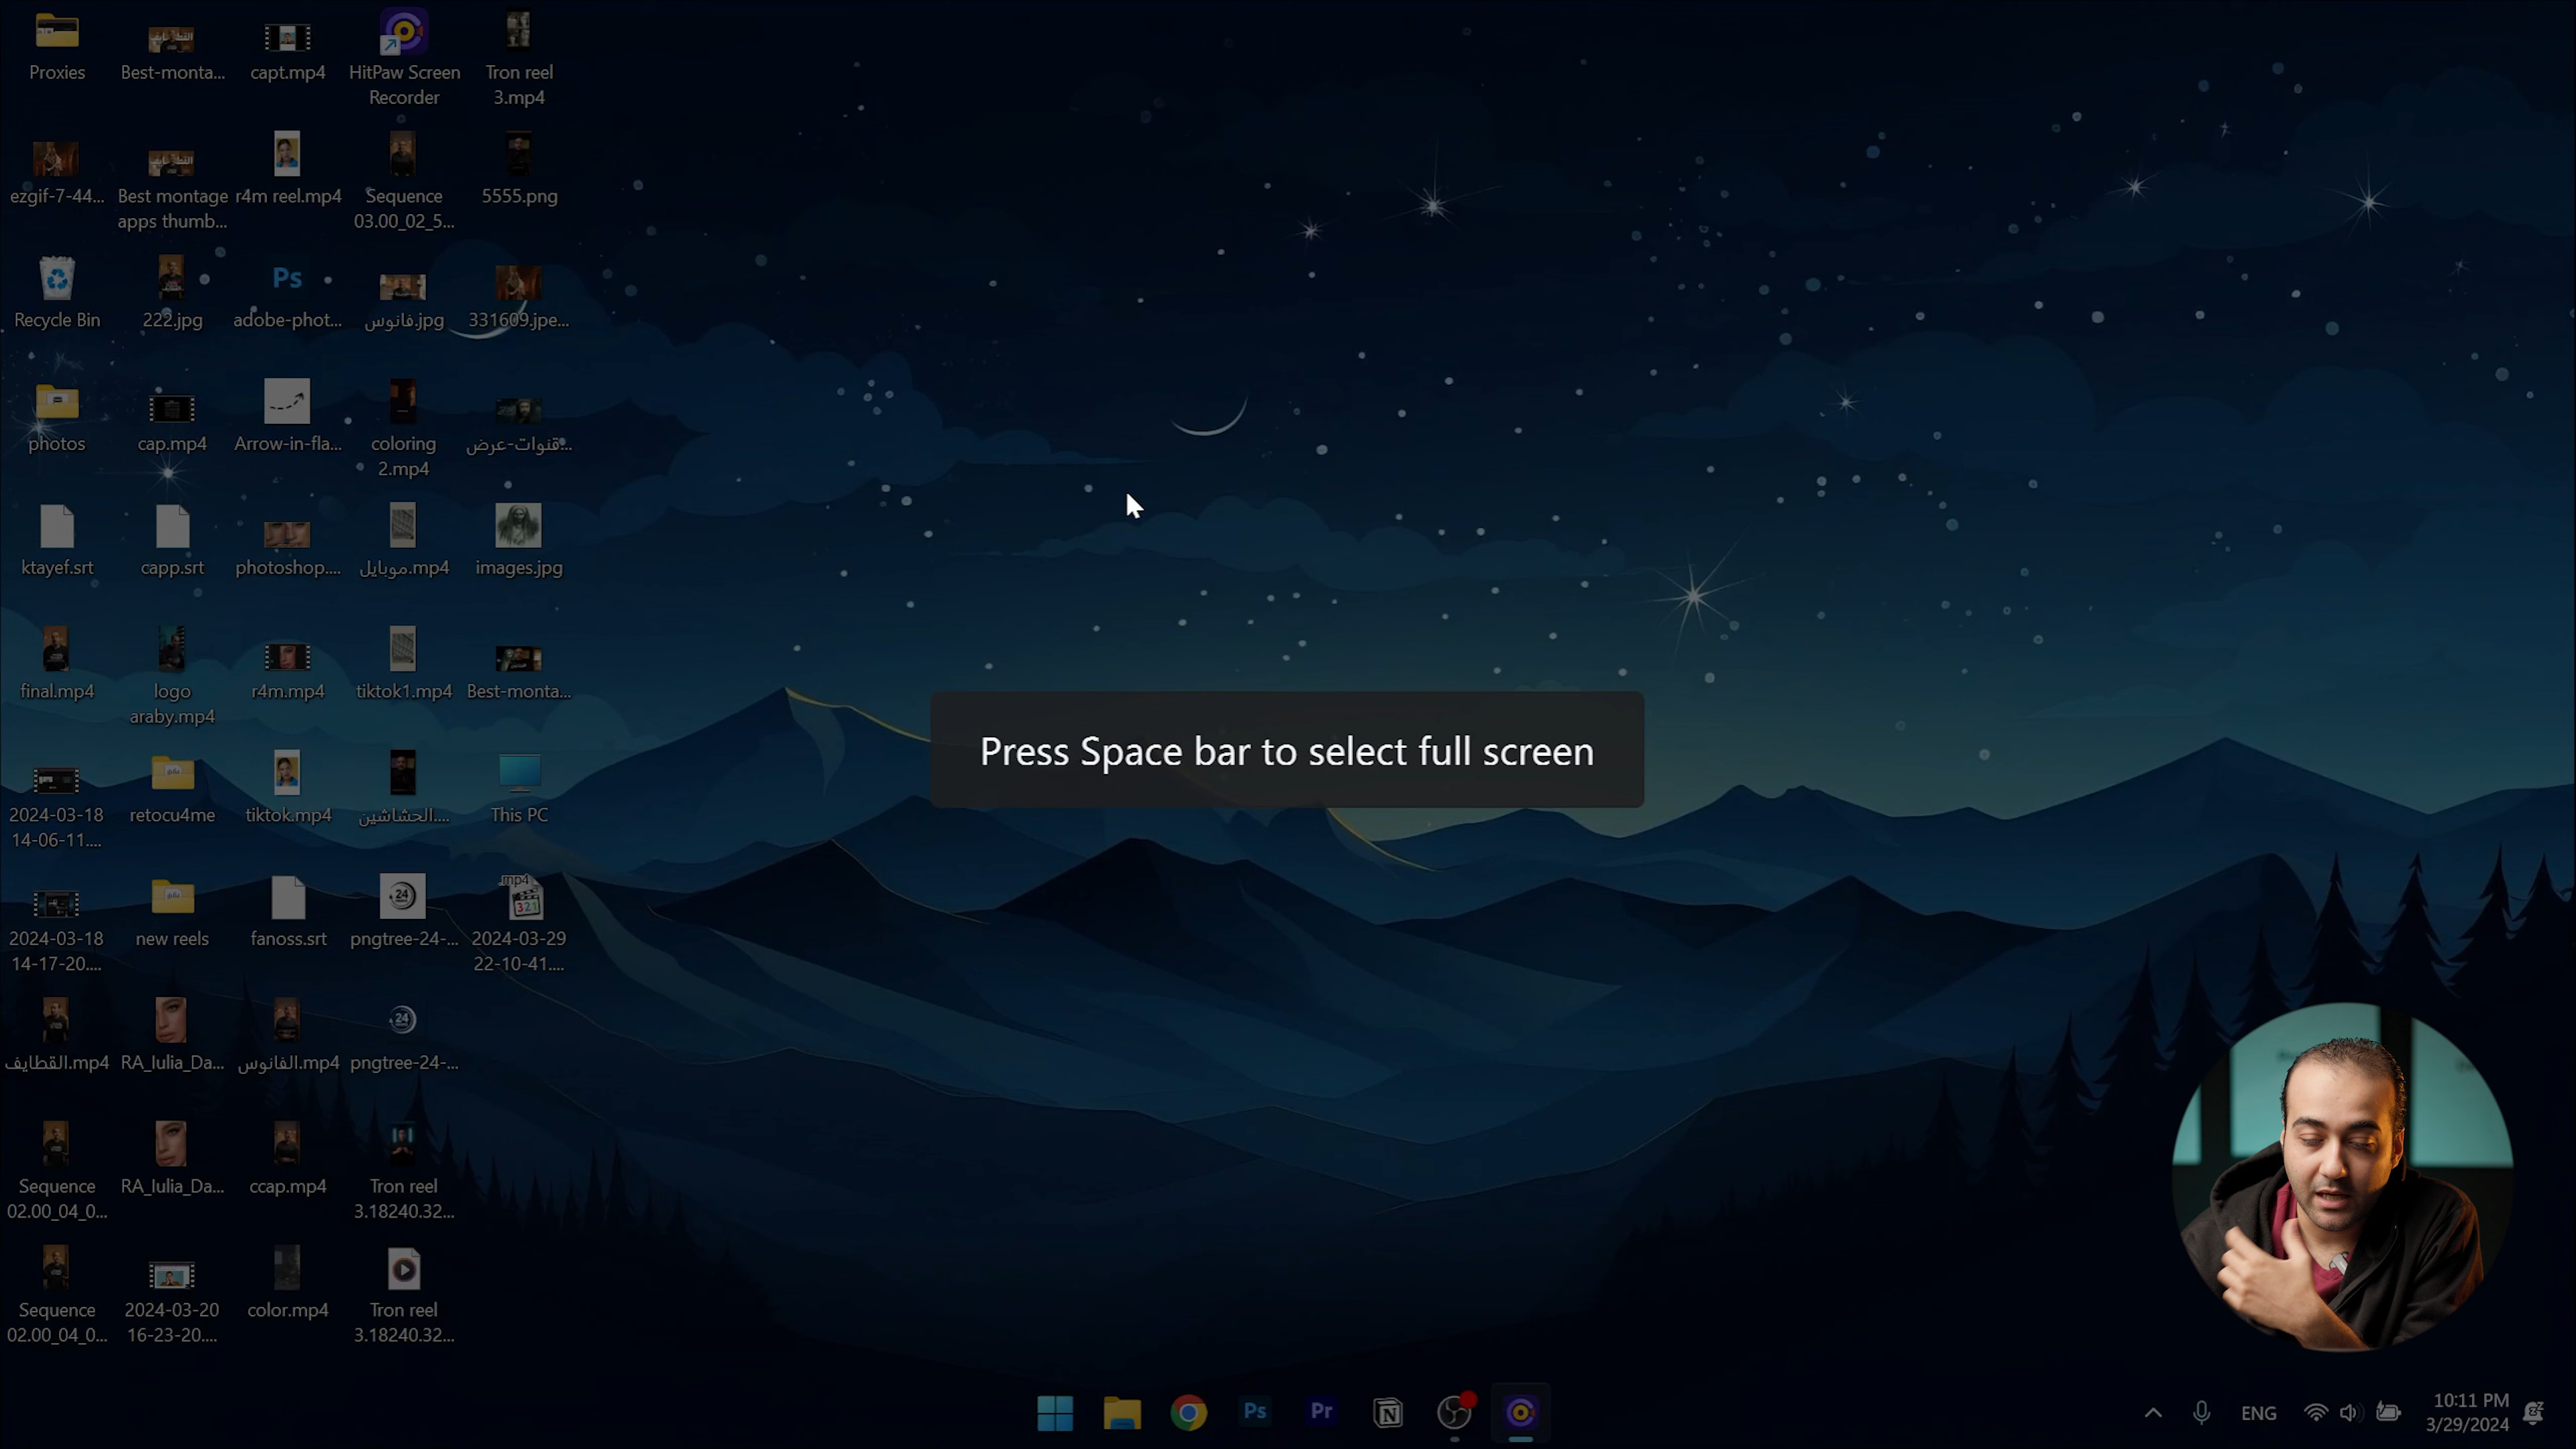 Proxies
Best-monta...
capt.mp4
HitPaw Screen
Recorder
Tron reel
3.mp4
ezgif-7-44...
Best montage
apps thumb...
r4m reel.mp4
Sequence
03.00_02_5...
5555.png
Recycle Bin
222.jpg
Ps
adobe-phot...
فانوس.jpg
331609.jpe...
photos
cap.mp4
Arrow-in-fla...
coloring
2.mp4
قنوات-عرض...
ktayef.srt
capp.srt
photoshop....
موبايل.mp4
images.jpg
final.mp4
logo
araby.mp4
r4m.mp4
tiktok1.mp4
Best-monta...
Press Space bar to select full screen
2024-03-18
14-06-11....
retocu4me
tiktok.mp4
الحشاشين....
This PC
2024-03-18
14-17-20....
new reels
fanoss.srt
24
pngtree-24-...
.mp4
321
2024-03-29
22-10-41....
القطايف.mp4
RA_Iulia_Da...
الفانوس.mp4
24
pngtree-24-...
Sequence
02.00_04_0...
RA_Iulia_Da...
ccap.mp4
Tron reel
3.18240.32...
Sequence
02.00_04_0...
2024-03-20
16-23-20....
color.mp4
Tron reel
3.18240.32...
Ps
Pr
N
ENG
10:11 PM
3/29/2024